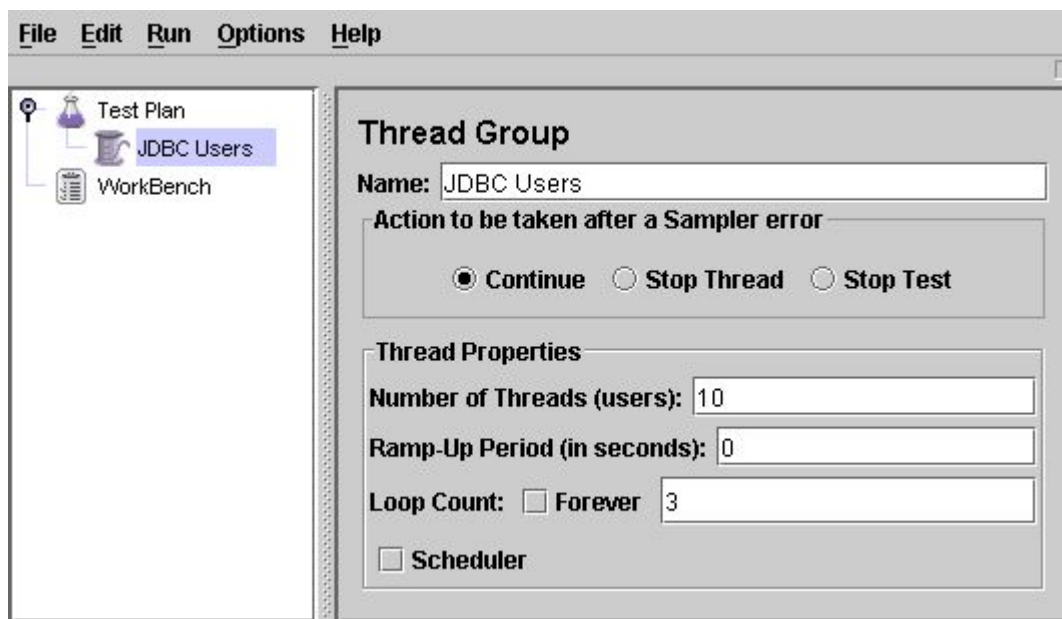 File Edit Run Options Help
Test Plan
JDBC Users
WorkBench
Thread Group
Name: JDBC Users
Action to be taken after a Sampler error
Continue Stop Thread Stop Test
Thread Properties
Number of Threads (users): 10
Ramp-Up Period (in seconds): 0
Loop Count: Forever 3
Scheduler